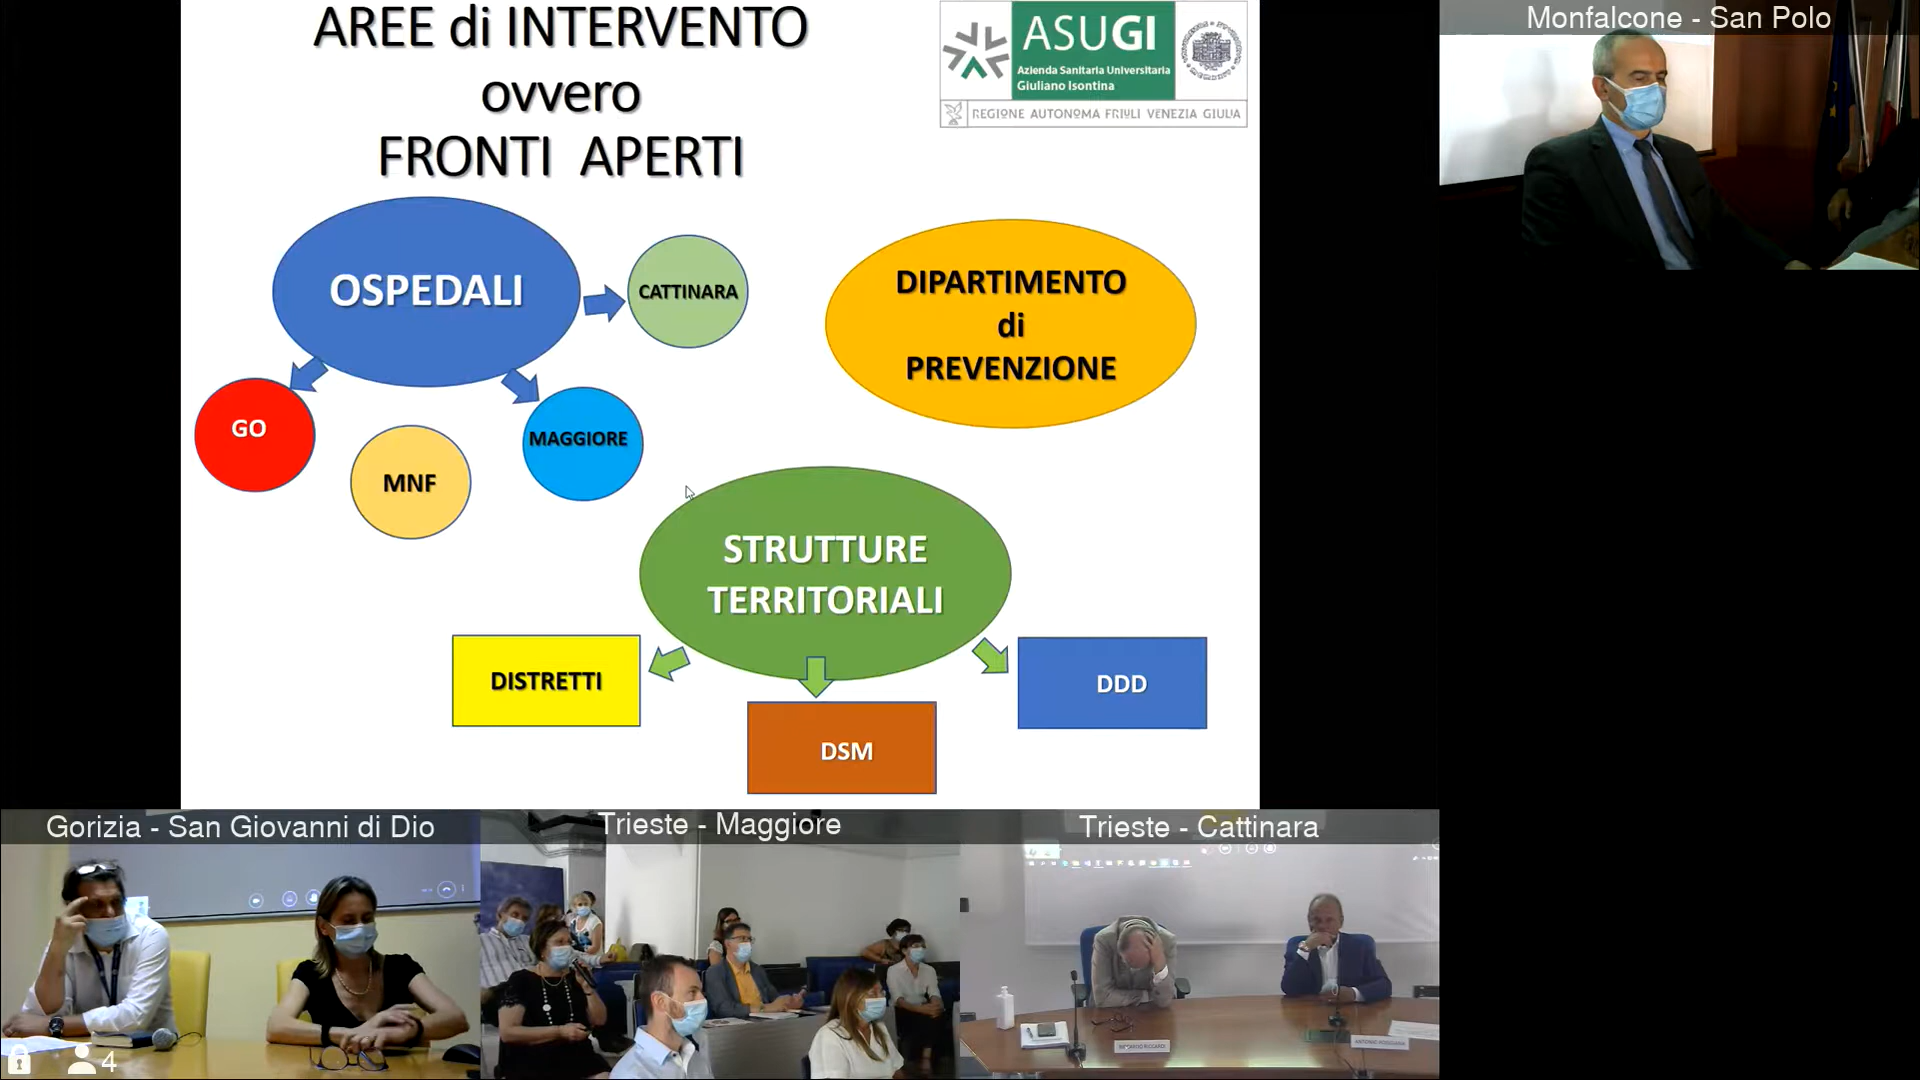 AREE di INTERVENTO
ovvero
FRONTI APERTI
ASUGI
Azienda Sanitaria Universitaria
Giuliano Isontina
REGIONE AUTONOMA FRIULI VENEZIA GIULIA
Monfalcone - San Polo
OSPEDALI
CATTINARA
DIPARTIMENTO
di
PREVENZIONE
GO
MNF
MAGGIORE
STRUTTURE
TERRITORIALI
DISTRETTI
DSM
DDD
Gorizia - San Giovanni di Dio
Trieste - Maggiore
Trieste - Cattinara
4
RICCARDO RICCARDI